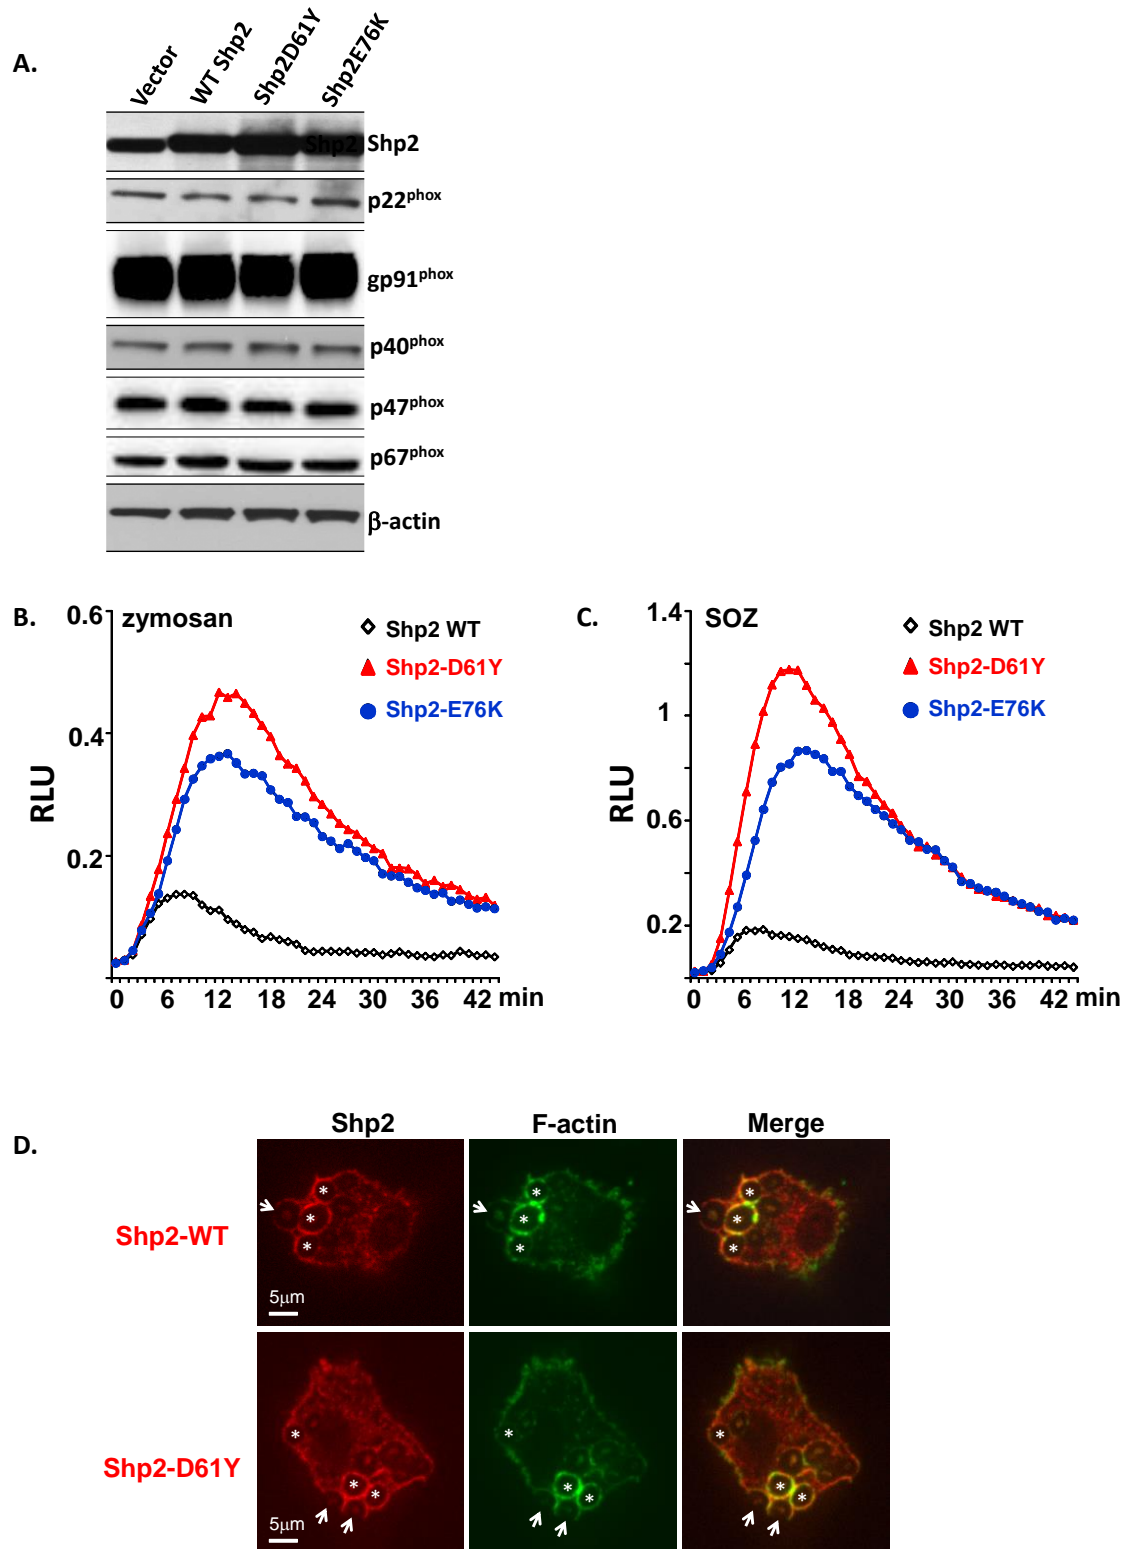 A.
Vector
WT Shp2
Shp2D61Y
Shp2E76K
Shp2 Shp2
p22phox
gp91phox
p40phox
p47phox
p67phox
β-actin
B.
zymosan
0.6
0.4
0.2
RLU
Shp2 WT
Shp2-D61Y
Shp2-E76K
0 6 12 18 24 30 36 42 min
C.
SOZ
1.4
1
0.6
0.2
RLU
Shp2 WT
Shp2-D61Y
Shp2-E76K
0 6 12 18 24 30 36 42 min
D.
Shp2 F-actin Merge
Shp2-WT
* * *
* * *
* * *
5μm
Shp2-D61Y
* * *
* * *
* * *
5μm